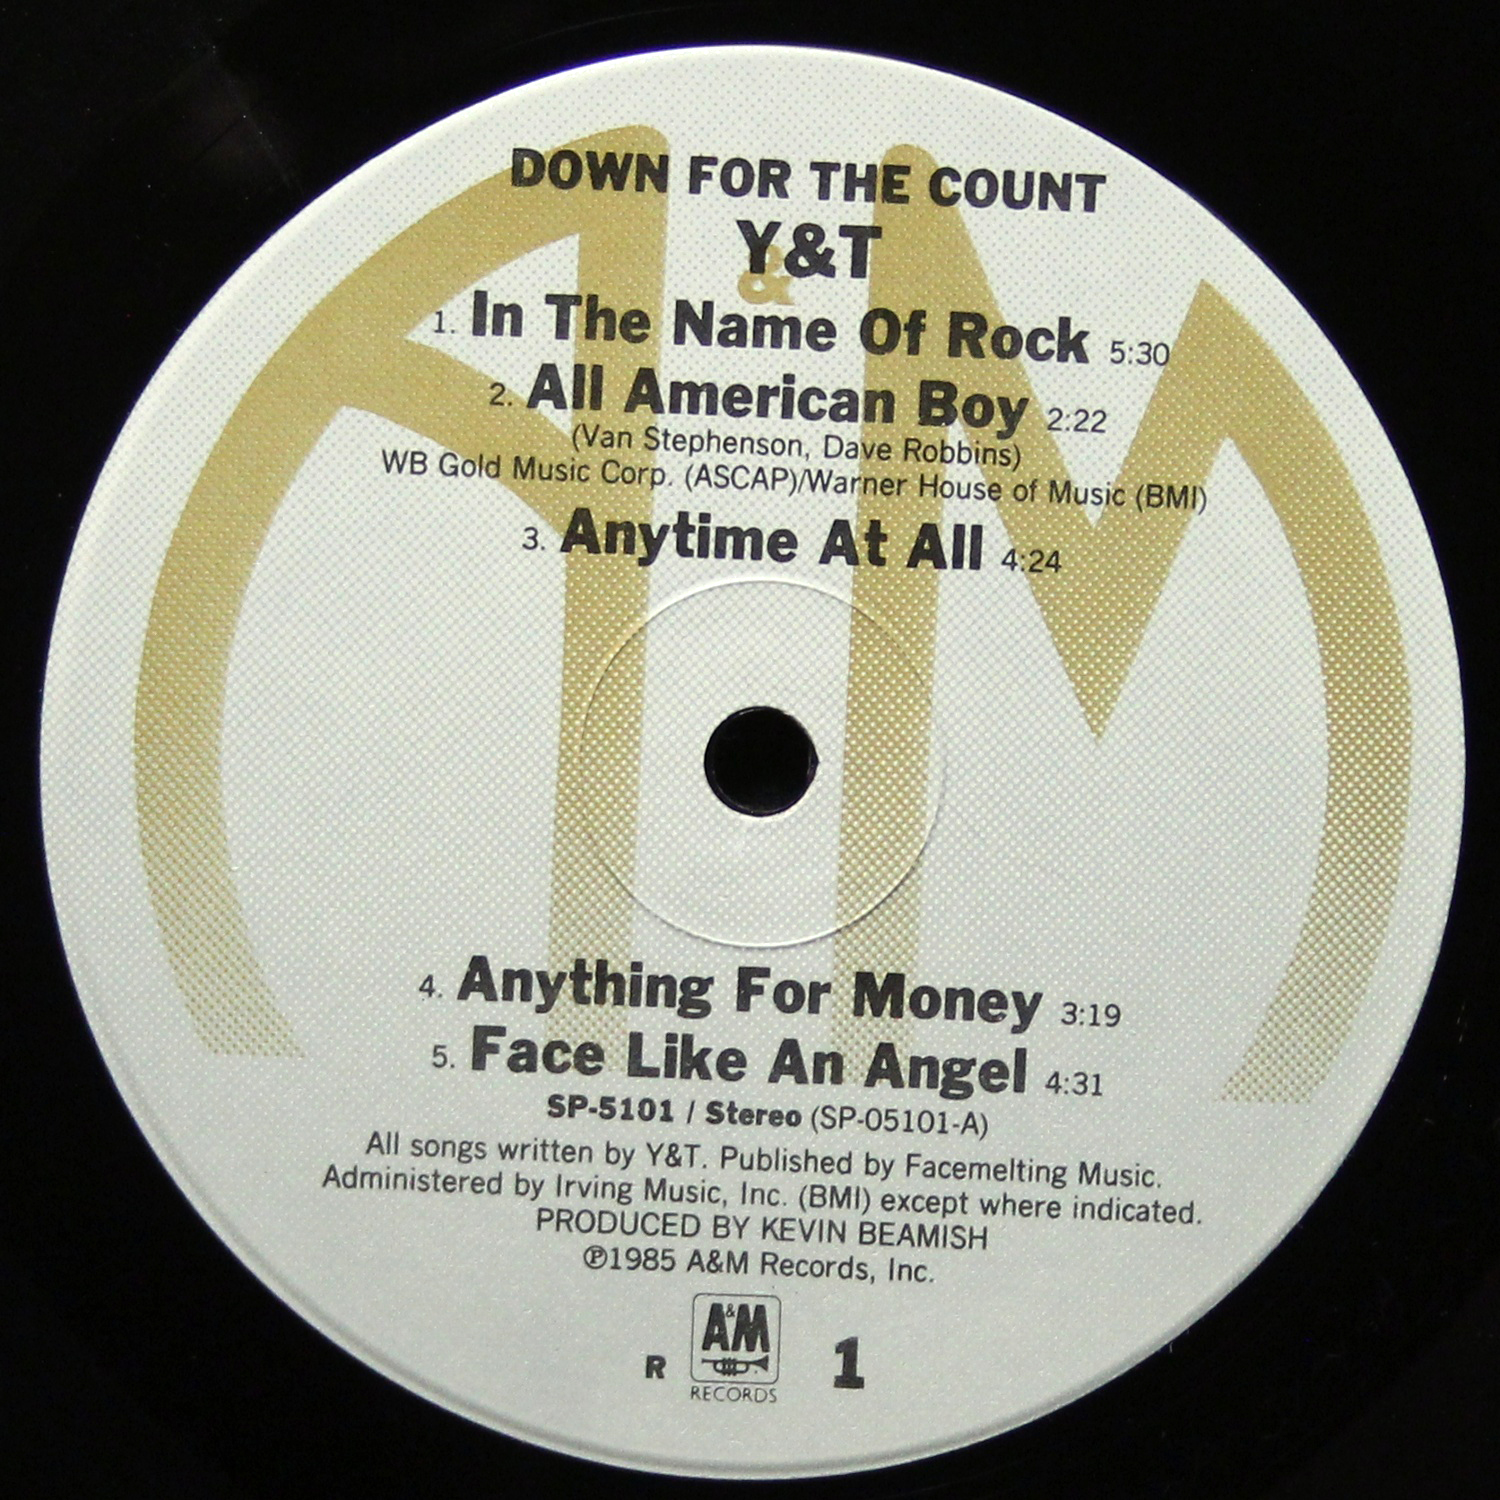 DOWN FOR THE COUNT
Y&T
&
1. In The Name Of Rock 5:30
2. All American Boy 2:22
(Van Stephenson, Dave Robbins)
WB Gold Music Corp. (ASCAP)/Warner House of Music (BMI)
3. Anytime At All 4:24
4. Anything For Money 3:19
5. Face Like An Angel 4:31
SP-5101 / Stereo (SP-05101-A)
All songs written by Y&T. Published by Facemelting Music.
Administered by Irving Music, Inc. (BMI) except where indicated.
PRODUCED BY KEVIN BEAMISH
℗1985 A&M Records, Inc.
A&M
R 1
RECORDS